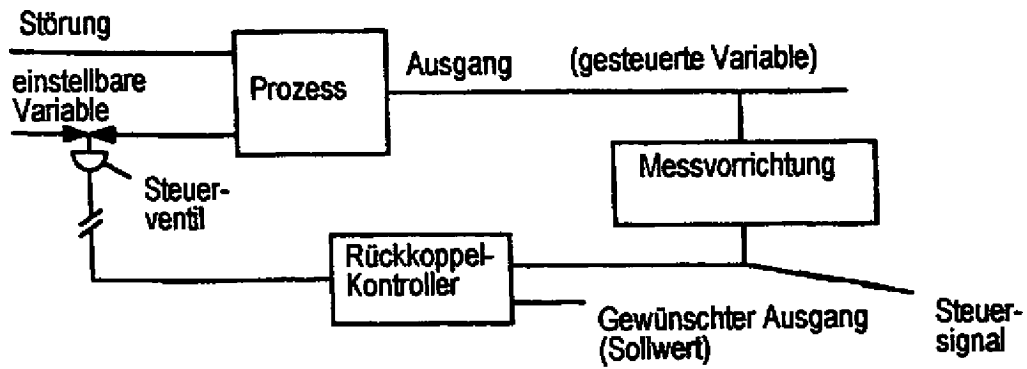 Störung
einstellbare
Variable
Prozess
Ausgang (gesteuerte Variable)
Steuer-
ventil
Messvorrichtung
Rückkoppel-
Kontroller
Gewünschter Ausgang
(Sollwert)
Steuer-
signal